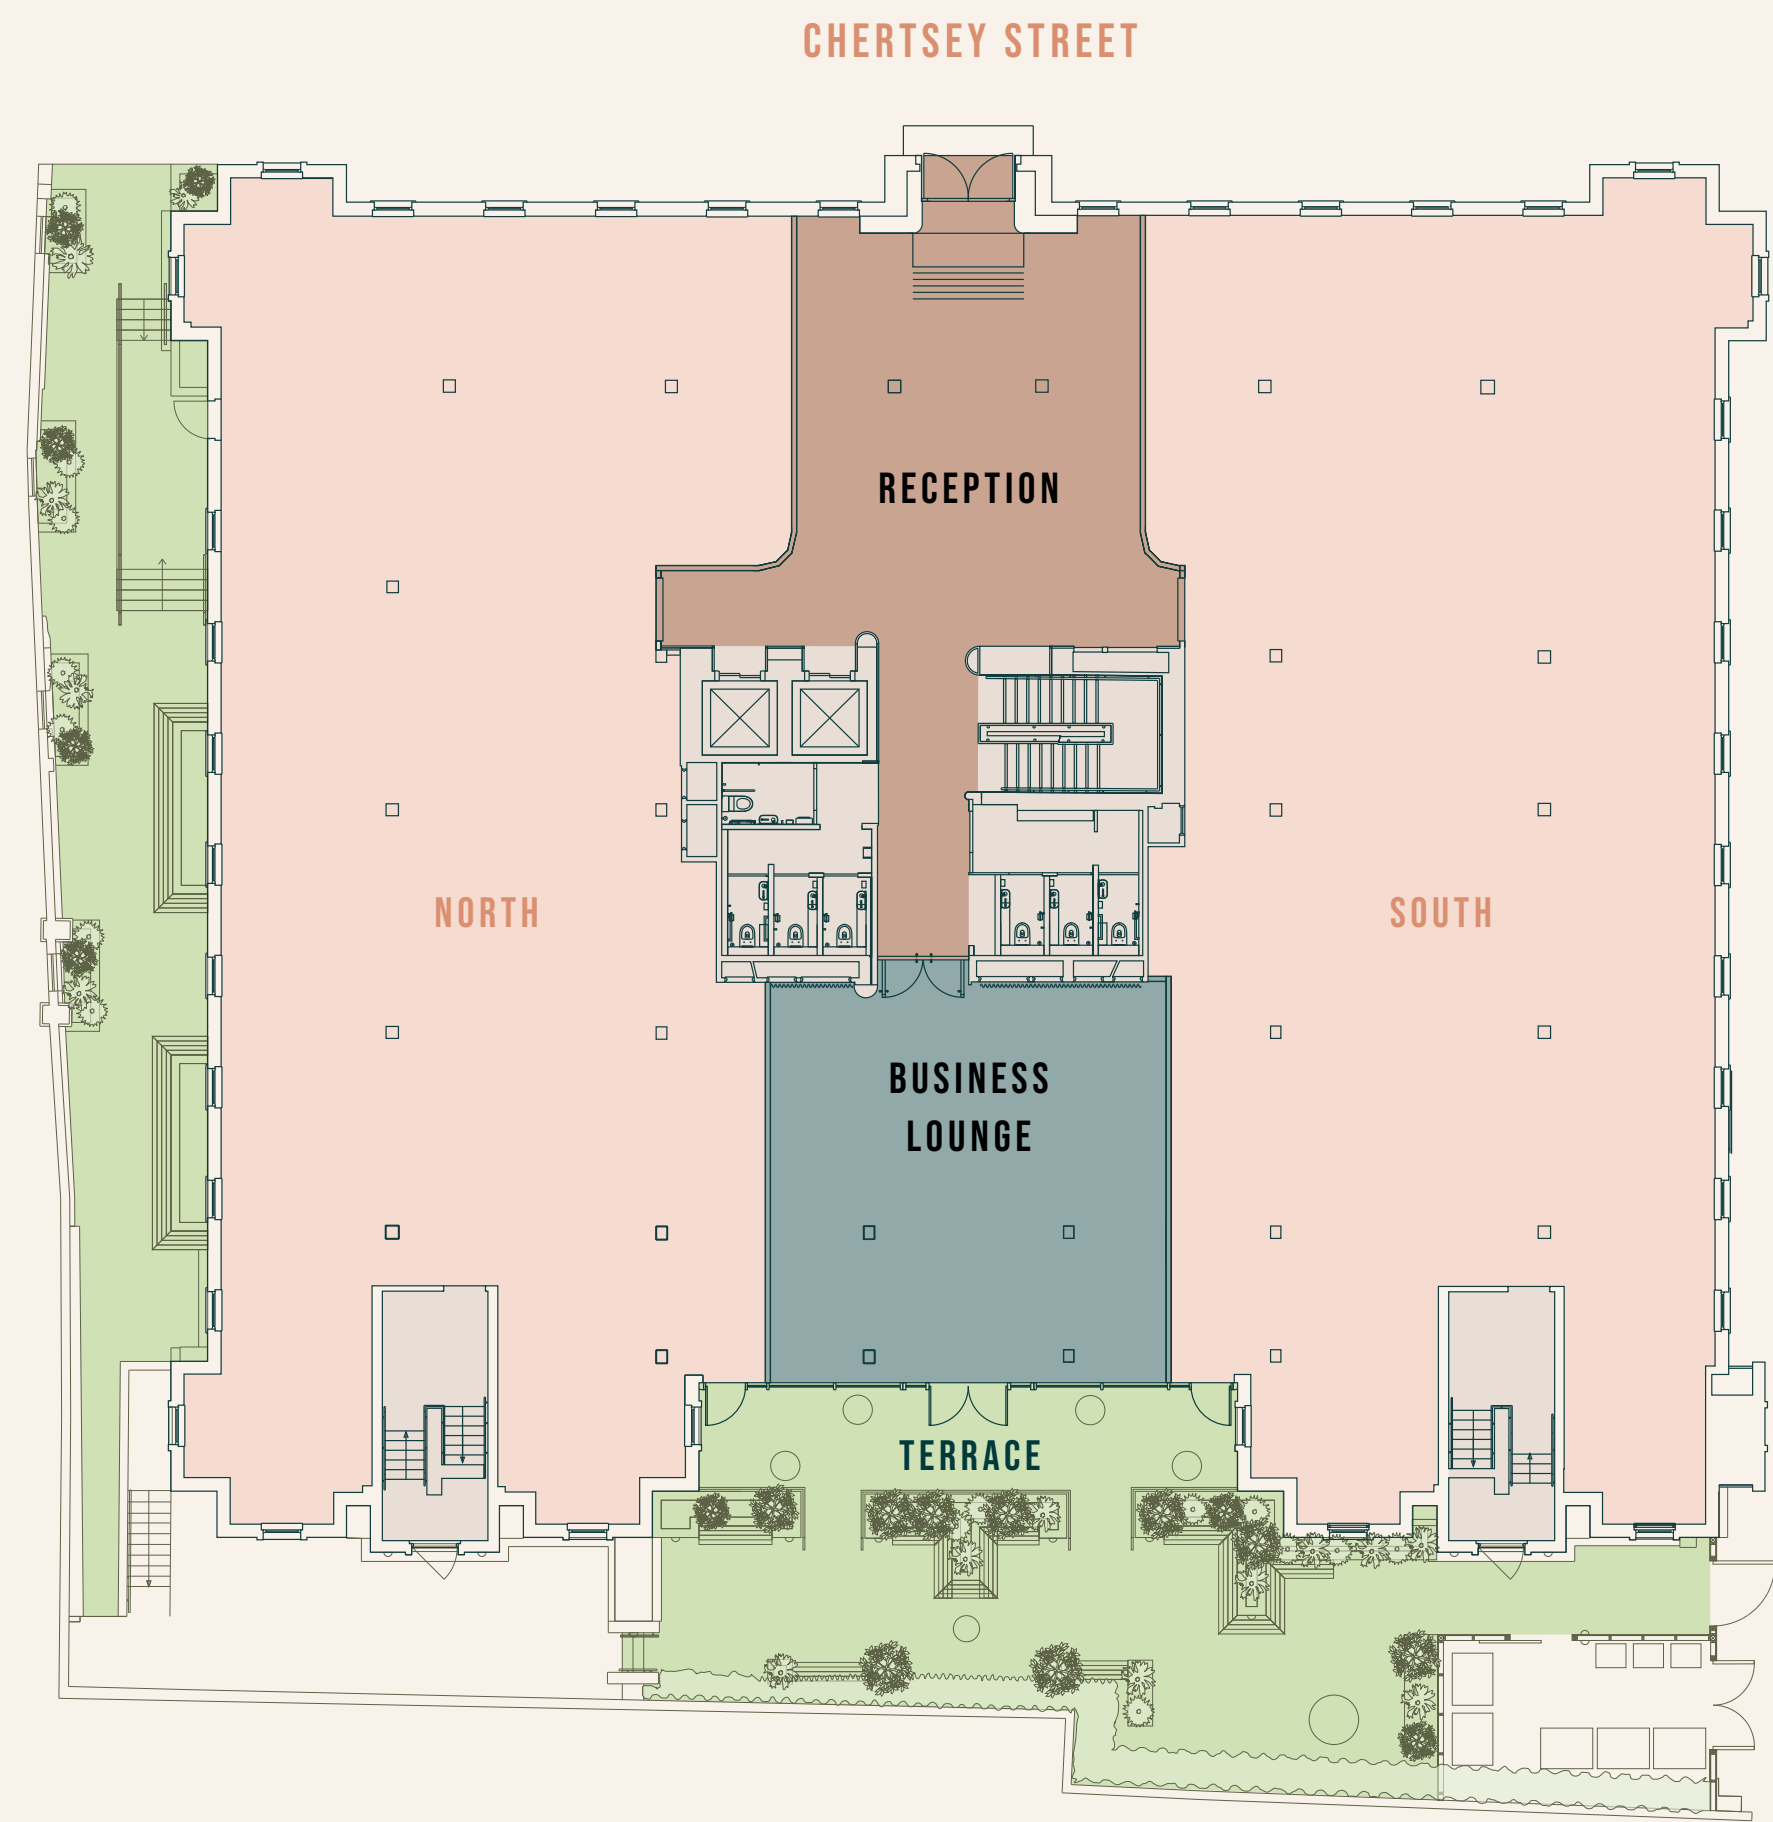 CHERTSEY STREET
RECEPTION
NORTH
SOUTH
BUSINESS
LOUNGE
TERRACE